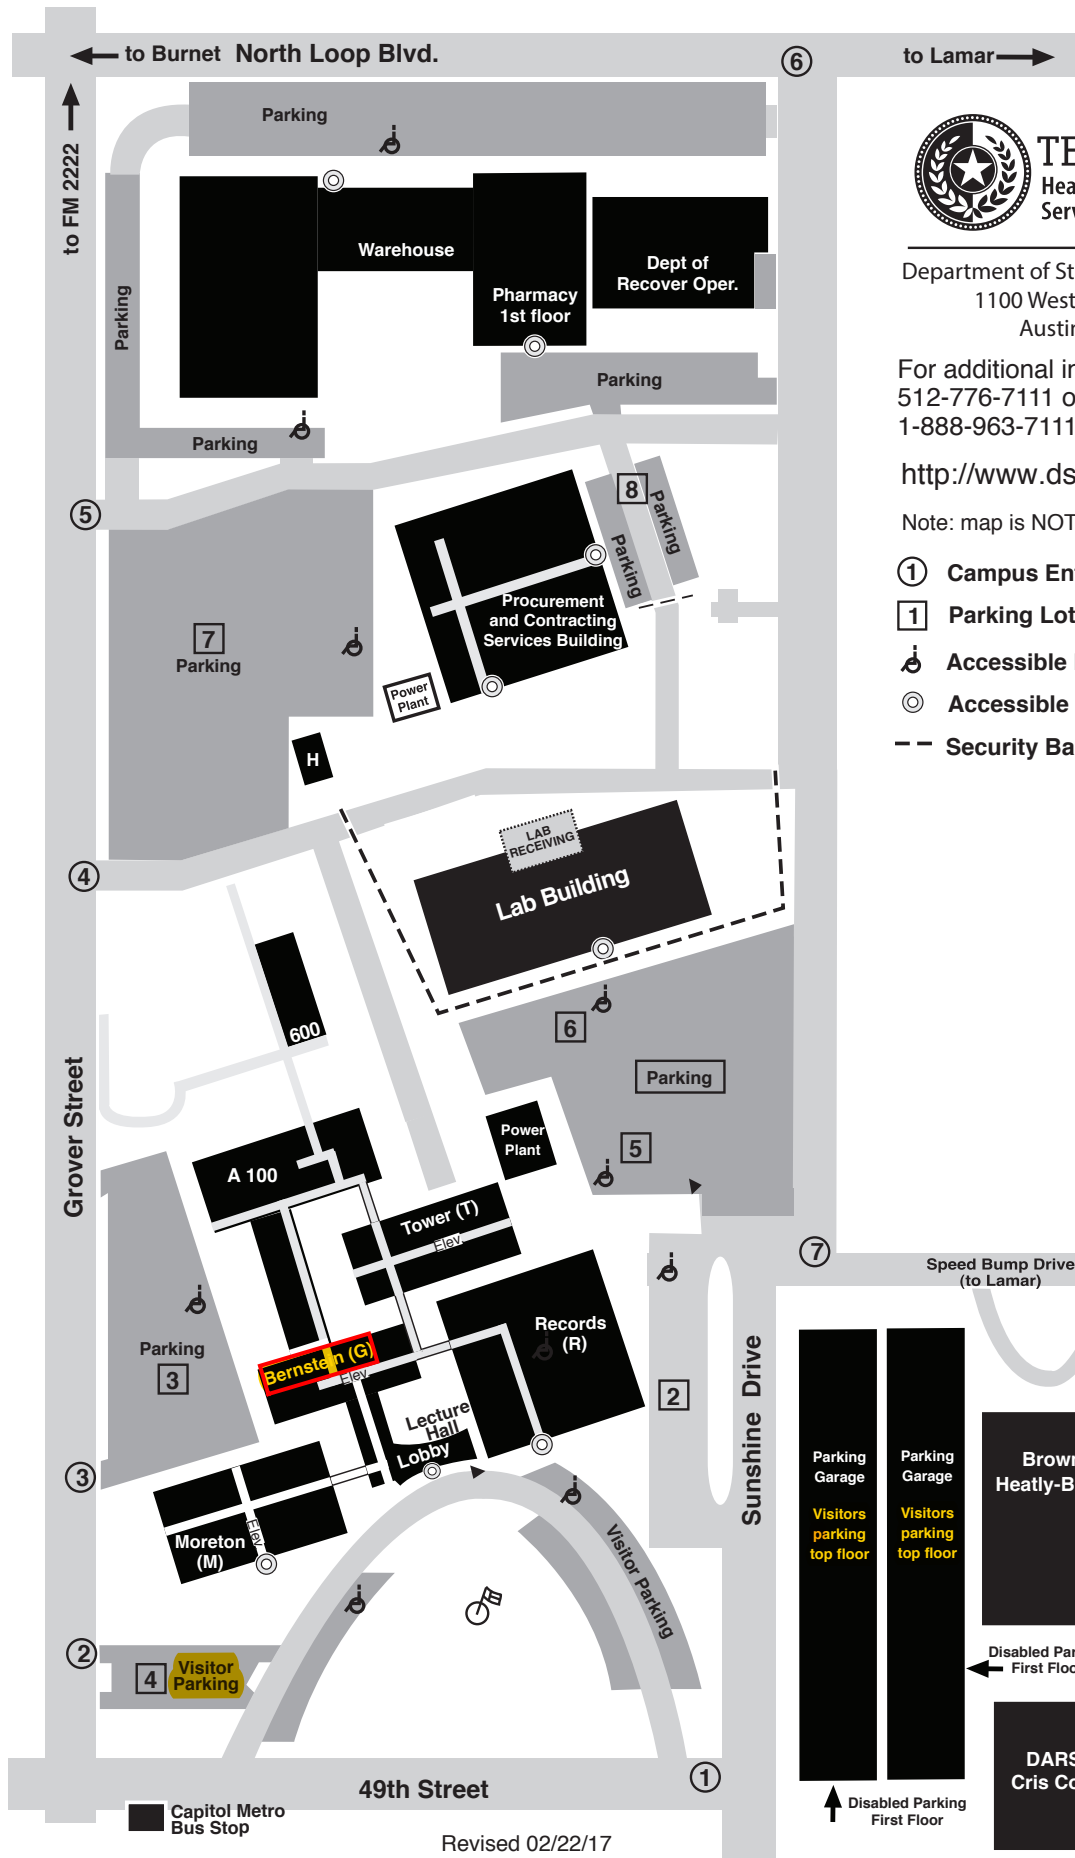 to Burnet North Loop Blvd.
6
to Lamar
to FM 2222
Parking
TE
Hea
Serv
Warehouse
Dept of
Recover Oper.
Pharmacy
1st floor
Department of St
1100 West
Austi
Parking
Parking
Parking
For additional in
512-776-7111 o
1-888-963-7111
http://www.ds
Note: map is NOT
5
8
Parking
Parking
1 Campus En
1 Parking Lot
Accessible
Accessible
Security Ba
Procurement
and Contracting
Services Building
7
Parking
Power
Plant
H
LAB
RECEIVING
Lab Building
4
600
6
Parking
Grover Street
Power
Plant
5
A 100
Tower (T)
Elev
7
Speed Bump Drive
(to Lamar)
Records
(R)
Parking
3
Bernstein (G)
Elev
2
Sunshine Drive
Lecture
Hall
Lobby
3
Moreton
(M)
Elev
Visitor Parking
Parking
Garage
Visitors
parking
top floor
Parking
Garage
Visitors
parking
top floor
Brown
Heatly-B
2
4
Visitor
Parking
Disabled Par
First Floo
DARS
Cris Co
49th Street
1
Disabled Parking
First Floor
Capitol Metro
Bus Stop
Revised 02/22/17